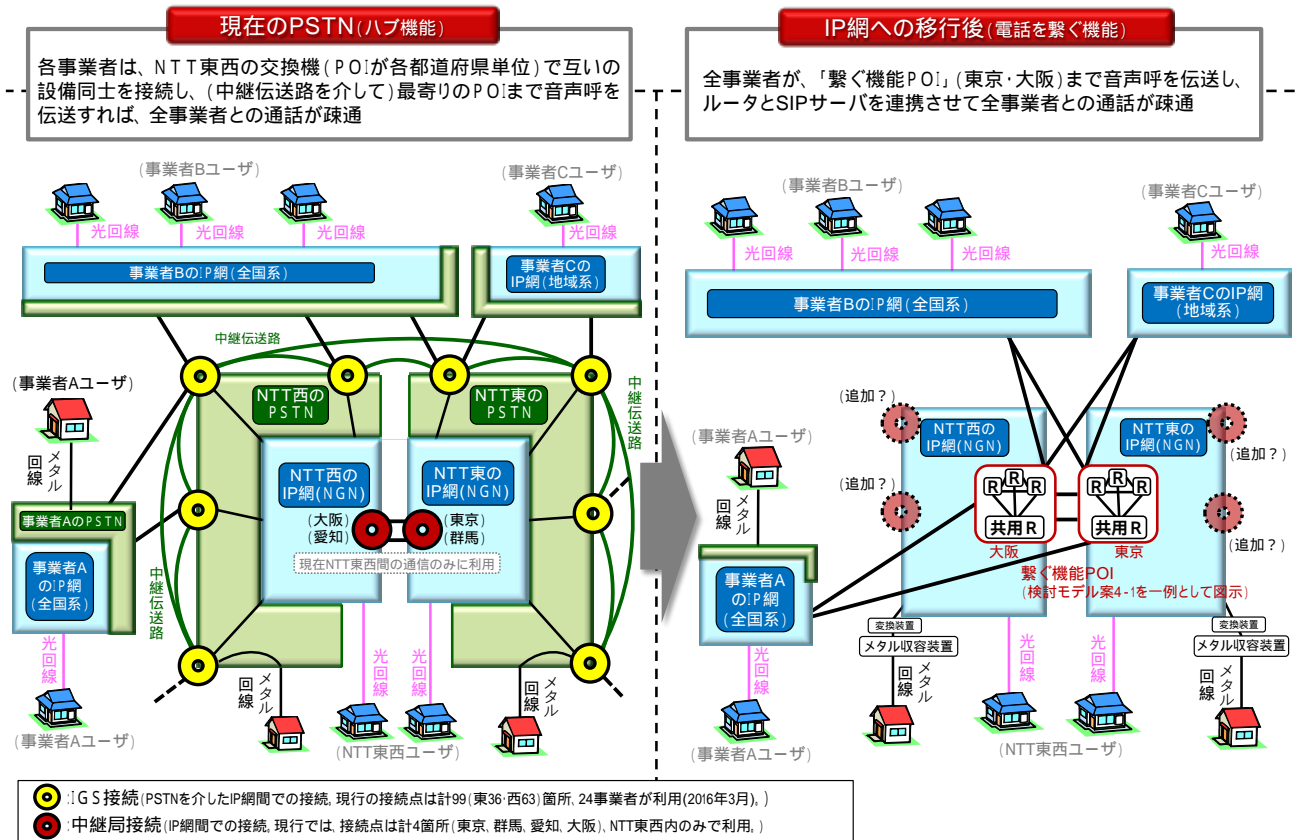 現在のPSTN(ハブ機能)
各事業者は、NTT東西の交換機(POIが各都道府県単位)で互いの
設備同士を接続し、(中継伝送路を介して)最寄りのPOIまで音声呼を
伝送すれば、全事業者との通話が疎通
(事業者Bユーザ)
(事業者Cユーザ)
光回線
光回線
光回線
光回線
事業者BのIP網(全国系)
事業者Cの
IP網(地域系)
中継伝送路
(事業者Aユーザ)
NTT西の
PSTN
NTT東の
PSTN
中継伝送路
メタル
回線
NTT西の
IP網(NGN)
NTT東の
IP網(NGN)
事業者AのPSTN
(大阪)
(愛知)
(東京)
(群馬)
現在NTT東西間の通信のみに利用
事業者A
のIP網
(全国系)
中継伝送路
光回線
光回線
光回線
メタル
回線
メタル
回線
(事業者Aユーザ)
(NTT東西ユーザ)
IP網への移行後(電話を繋ぐ機能)
全事業者が、「繋ぐ機能POI」(東京・大阪)まで音声呼を伝送し、
ルータとSIPサーバを連携させて全事業者との通話が疎通
(事業者Bユーザ)
(事業者Cユーザ)
光回線
光回線
光回線
光回線
事業者BのIP網(全国系)
事業者CのIP網
(地域系)
(追加?)
NTT西の
IP網(NGN)
NTT東の
IP網(NGN)
(追加?)
(事業者Aユーザ)
(追加?)
R R R
共用R
R R R
共用R
(追加?)
メタル
回線
大阪
東京
繋ぐ機能POI
(検討モデル案4-1を一例として図示)
事業者A
のIP網
(全国系)
変換装置
メタル収容装置
変換装置
メタル収容装置
光回線
メタル
回線
光回線
光回線
メタル
回線
(事業者Aユーザ)
(NTT東西ユーザ)
:IGS接続(PSTNを介したIP網間での接続。現行の接続点は計99(東36・西63)箇所、24事業者が利用(2016年3月)。)
:中継局接続(IP網間での接続。現行では、接続点は計4箇所(東京、群馬、愛知、大阪)、NTT東西内のみで利用。)